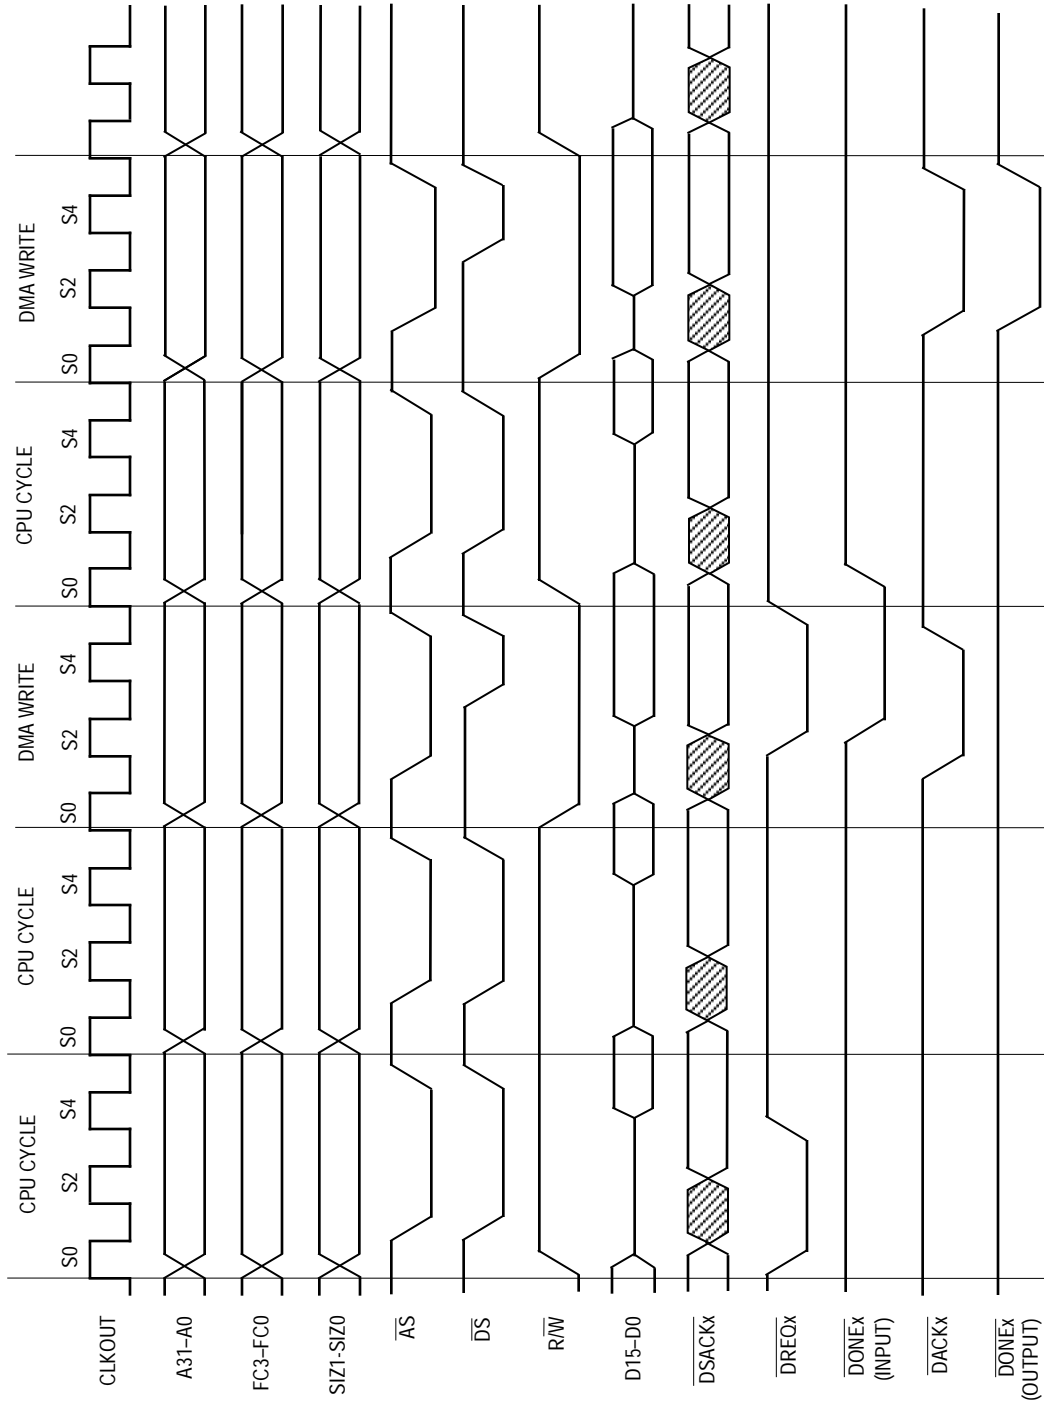 CPU CYCLE
CPU CYCLE
DMA WRITE
CPU CYCLE
DMA WRITE
S0 S2 S4 S0 S2 S4 S0 S2 S4 S0 S2 S4 S0 S2 S4
CLKOUT
A31–A0
FC3–FC0
SIZ1-SIZ0
AS
DS
R/W
D15–D0
DSACKx
DREQx
DONEx
(INPUT)
DACKx
DONEx
(OUTPUT)